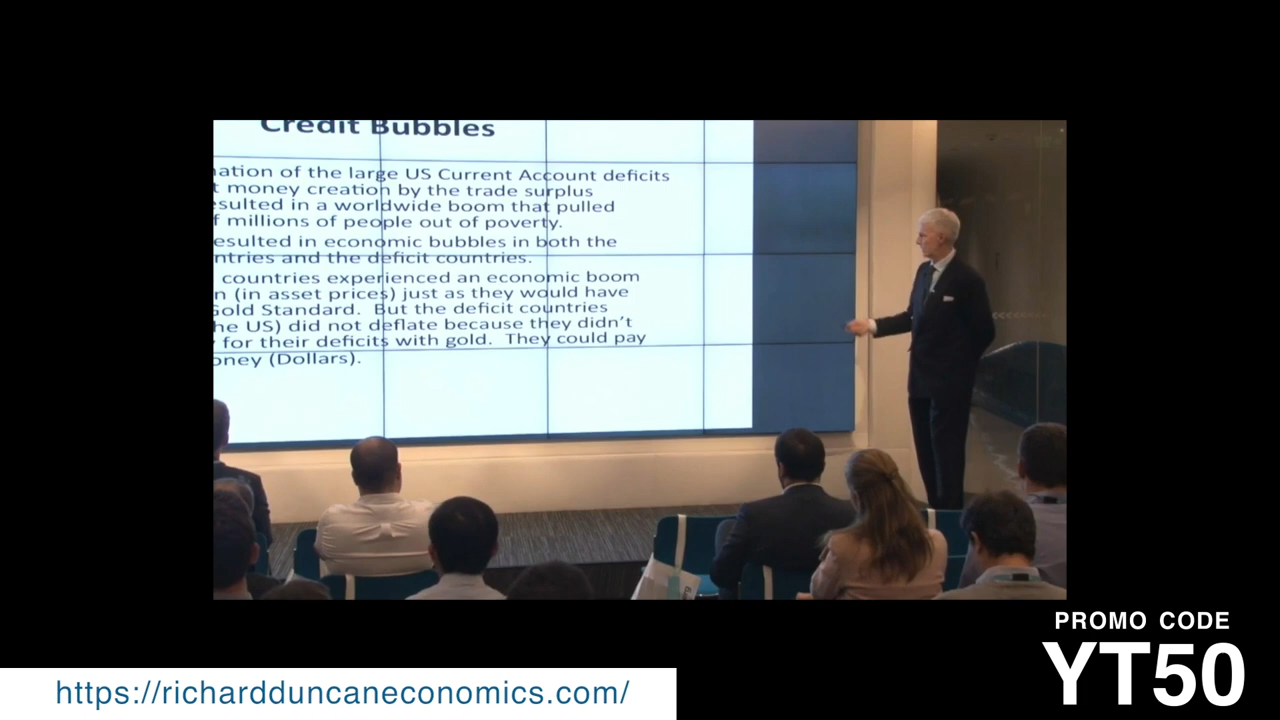 Credit Bubbles
ation of the large US Current Account deficits
t money creation by the trade surplus
esulted in a worldwide boom that pulled
f millions of people out of poverty.
esulted in economic bubbles in both the
ntries and the deficit countries.
countries experienced an economic boom
n (in asset prices) just as they would have
Gold Standard. But the deficit countries
he US) did not deflate because they didn't
for their deficits with gold. They could pay
oney (Dollars).
PROMO CODE
YT50
https://richardduncaneconomics.com/